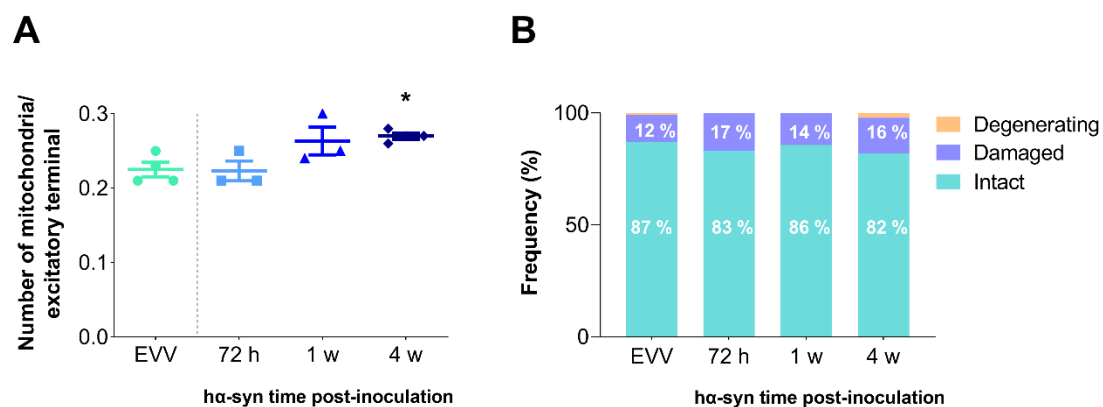 A
Number of mitochondria/
excitatory terminal
0.3
0.2
0.1
0.0
*
EVV
72 h
1 w
4 w
hα-syn time post-inoculation
B
Frequency (%)
100
50
0
12 %
17 %
14 %
16 %
87 %
83 %
86 %
82 %
EVV
72 h
1 w
4 w
hα-syn time post-inoculation
Degenerating
Damaged
Intact